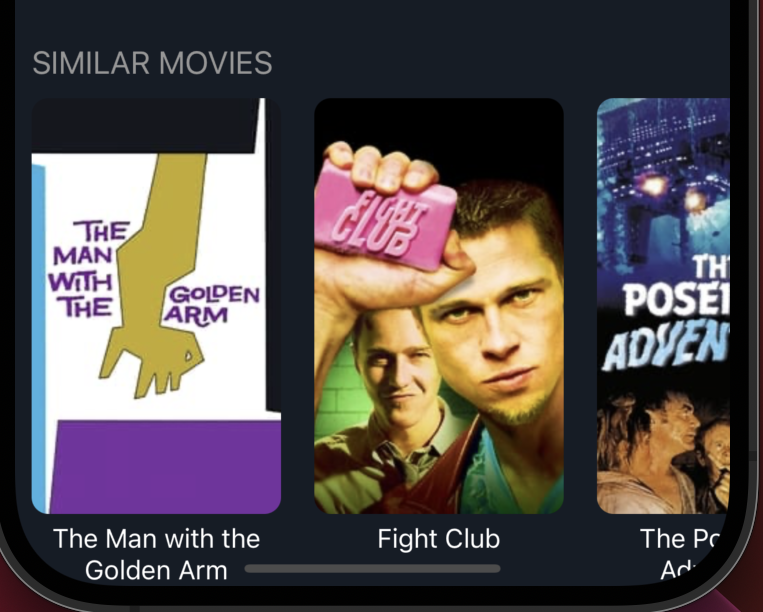 SIMILAR MOVIES
THE
MAN
WITH
THE
GOLDEN
ARM
FIGHT
CLUB
TH
POSEI
ADVEN
The Man with the
Golden Arm
Fight Club
The Po
Ad